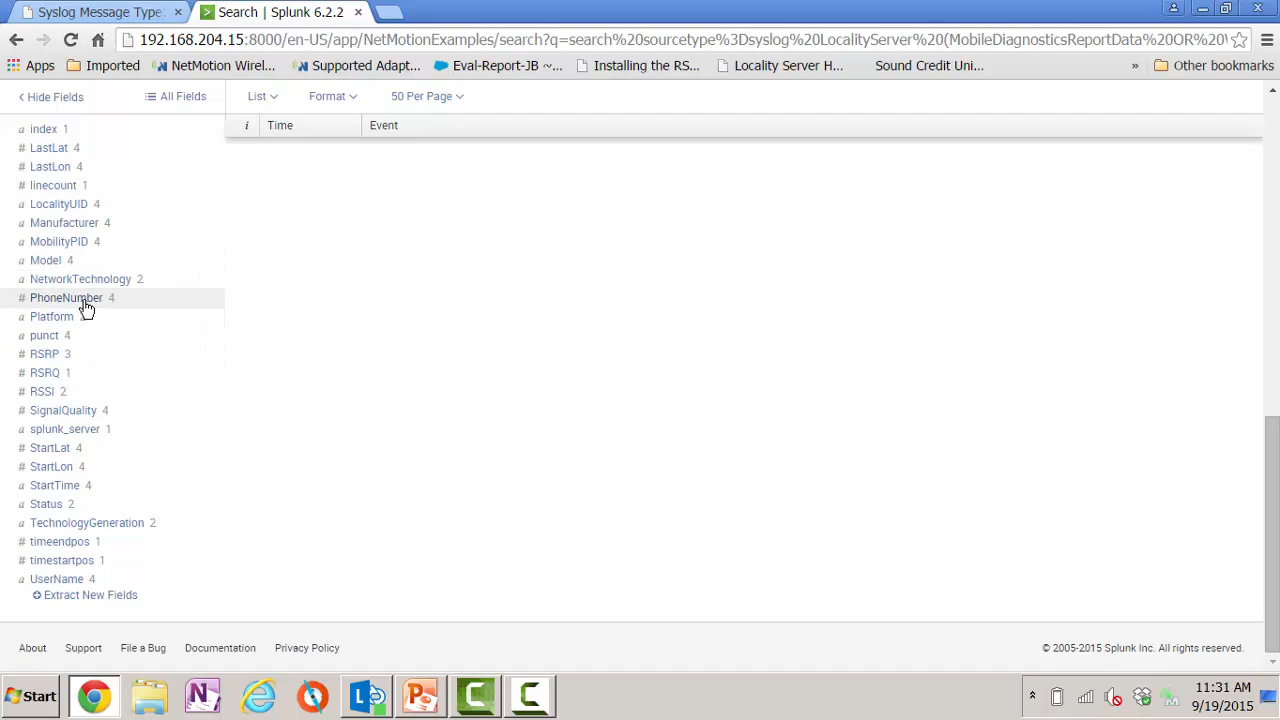 Syslog Message Type: ×
> Search | Splunk 6.2.2 ×
192.168.204.15:8000/en-US/app/NetMotionExamples/search?q=search%20sourcetype%3Dsyslog%20LocalityServer%20(MobileDiagnosticsReportData%20OR%20
Apps Imported NetMotion Wirel... Supported Adapt... Eval-Report-JB ~... Installing the RS... Locality Server H... Sound Credit Uni... » Other bookmarks
Hide Fields All Fields List Format 50 Per Page
i Time Event
a index 1
# LastLat 4
# LastLon 4
# linecount 1
a LocalityUID 4
a Manufacturer 4
a MobilityPID 4
a Model 4
a NetworkTechnology 2
# PhoneNumber 4
a Platform
a punct 4
# RSRP 3
# RSRQ 1
# RSSI 2
# SignalQuality 4
a splunk_server 1
# StartLat 4
# StartLon 4
# StartTime 4
a Status 2
a TechnologyGeneration 2
# timeendpos 1
# timestartpos 1
a UserName 4
Extract New Fields
About Support File a Bug Documentation Privacy Policy © 2005-2015 Splunk Inc. All rights reserved.
Start
11:31 AM
9/19/2015